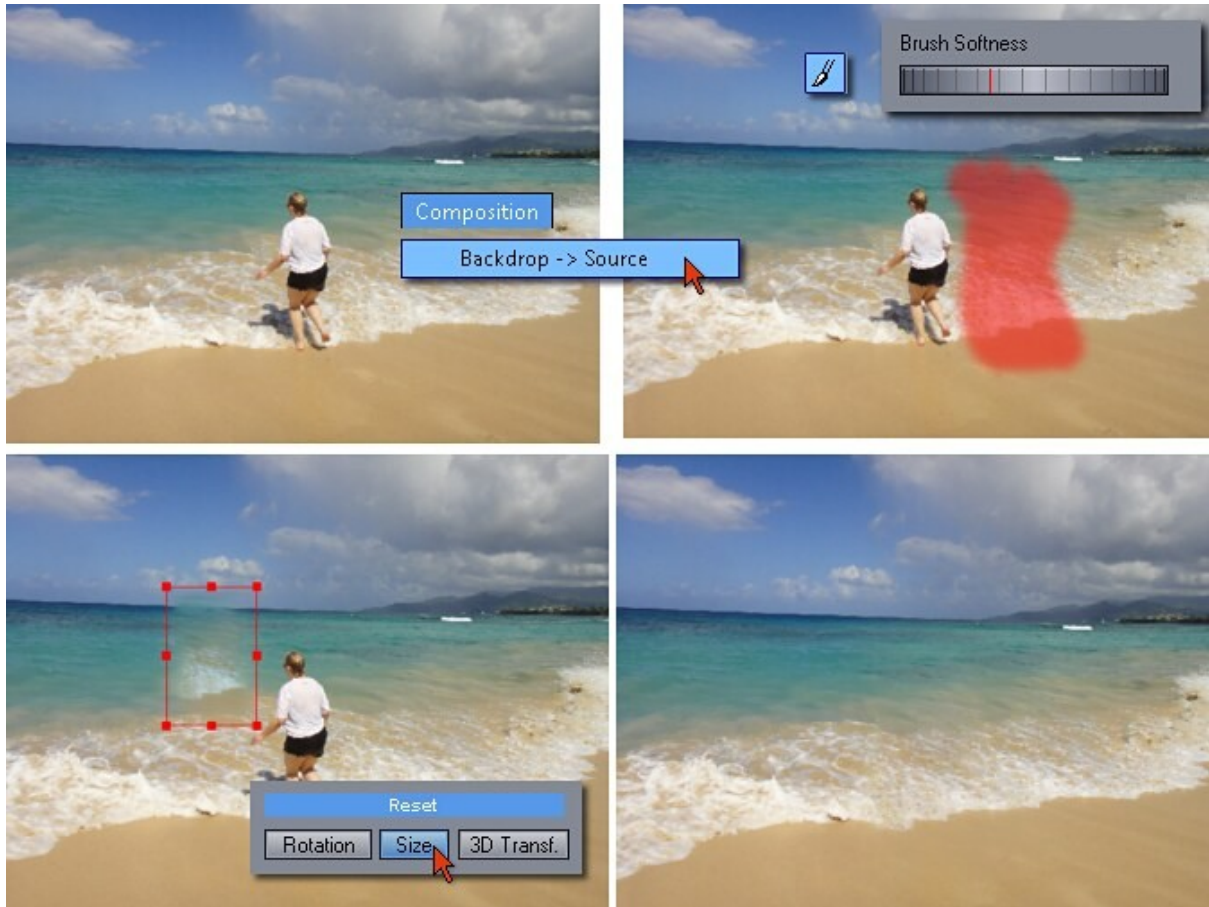 Brush Softness
Composition
Backdrop -> Source
Reset
Rotation
Size
3D Transf.